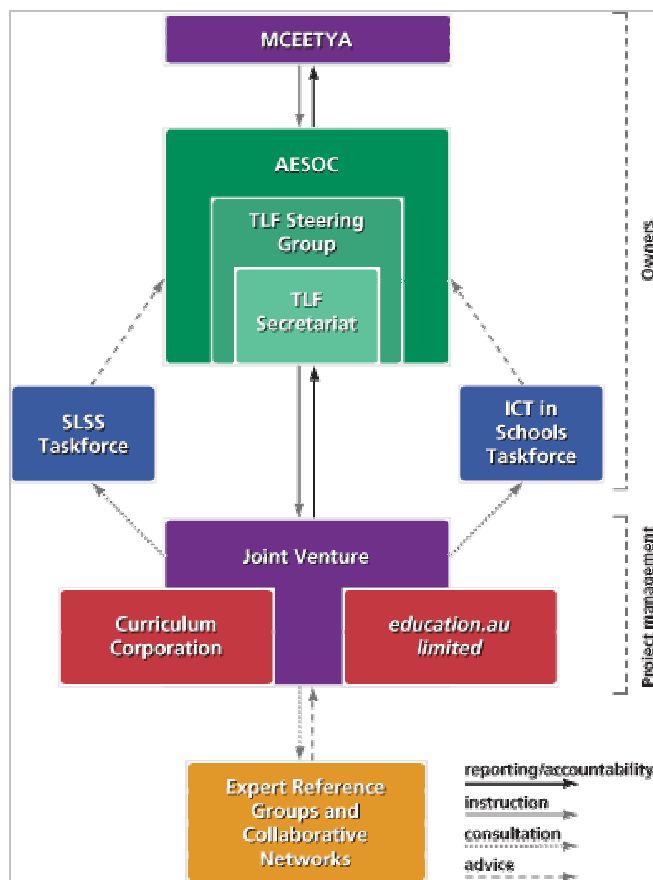 MCEETYA
AESOC
TLF Steering
Group
TLF
Secretariat
Owners
SLSS
Taskforce
ICT in
Schools
Taskforce
Joint Venture
Curriculum
Corporation
education.au
limited
Project management
Expert Reference
Groups and
Collaborative
Networks
reporting/accountability
instruction
consultation
advice